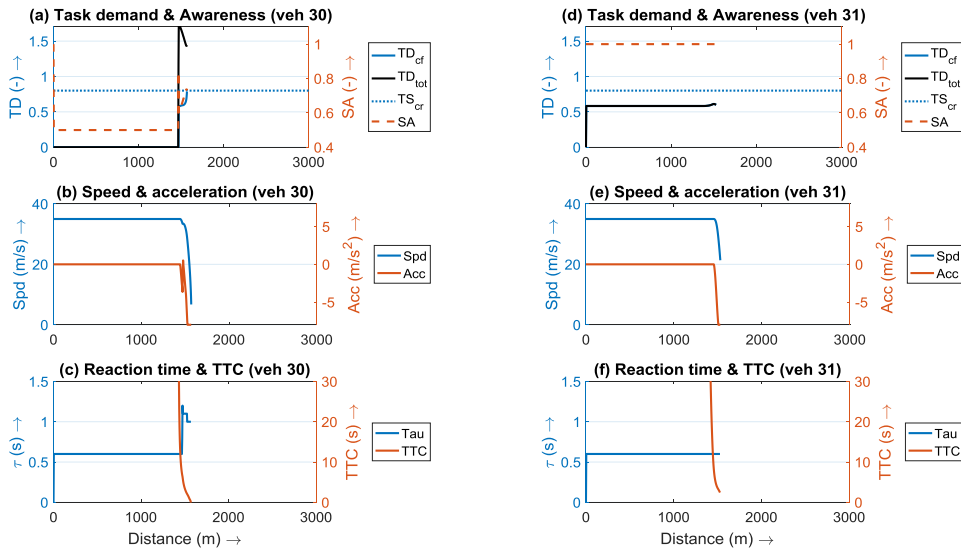 (a) Task demand & Awareness (veh 30)
TD (-) →
1.5
1
0.5
0
1
0.8
0.6
0.4
SA (-) →
0
1000
2000
3000
TD_cf
TD_tot
TS_cr
SA
(b) Speed & acceleration (veh 30)
Spd (m/s) →
40
20
0
5
0
-5
Acc (m/s²) →
0
1000
2000
3000
Spd
Acc
(c) Reaction time & TTC (veh 30)
τ (s) →
1.5
1
0.5
0
30
20
10
0
TTC (s) →
0
1000
2000
3000
Distance (m) →
Tau
TTC
(d) Task demand & Awareness (veh 31)
TD (-) →
1.5
1
0.5
0
1
0.8
0.6
0.4
SA (-) →
0
1000
2000
3000
TD_cf
TD_tot
TS_cr
SA
(e) Speed & acceleration (veh 31)
Spd (m/s) →
40
20
0
5
0
-5
Acc (m/s²) →
0
1000
2000
3000
Spd
Acc
(f) Reaction time & TTC (veh 31)
τ (s) →
1.5
1
0.5
0
30
20
10
0
TTC (s) →
0
1000
2000
3000
Distance (m) →
Tau
TTC